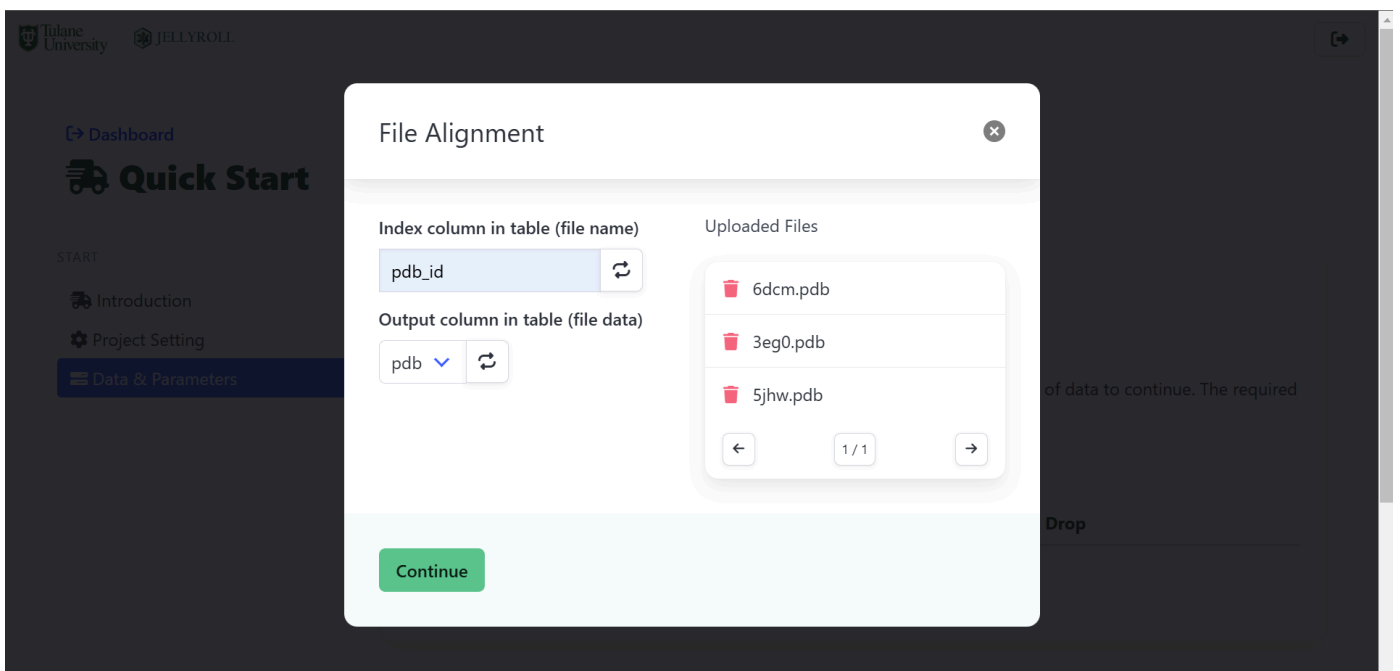 Tulane
University
JELLYROLL
Dashboard
Quick Start
START
Introduction
Project Setting
Data & Parameters
File Alignment
Index column in table (file name)
pdb_id
Output column in table (file data)
pdb
Uploaded Files
6dcm.pdb
3eg0.pdb
5jhw.pdb
1 / 1
of data to continue. The required
Drop
Continue